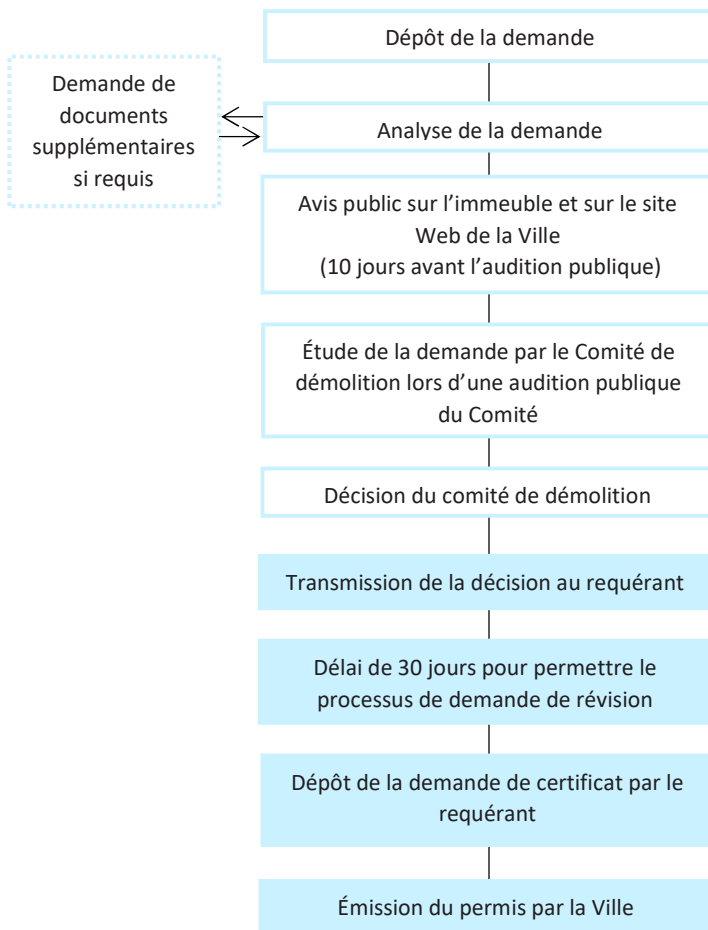 Dépôt de la demande
Demande de
documents
supplémentaires
si requis
Analyse de la demande
Avis public sur l’immeuble et sur le site
Web de la Ville
(10 jours avant l’audition publique)
Étude de la demande par le Comité de
démolition lors d’une audition publique
du Comité
Décision du comité de démolition
Transmission de la décision au requérant
Délai de 30 jours pour permettre le
processus de demande de révision
Dépôt de la demande de certificat par le
requérant
Émission du permis par la Ville